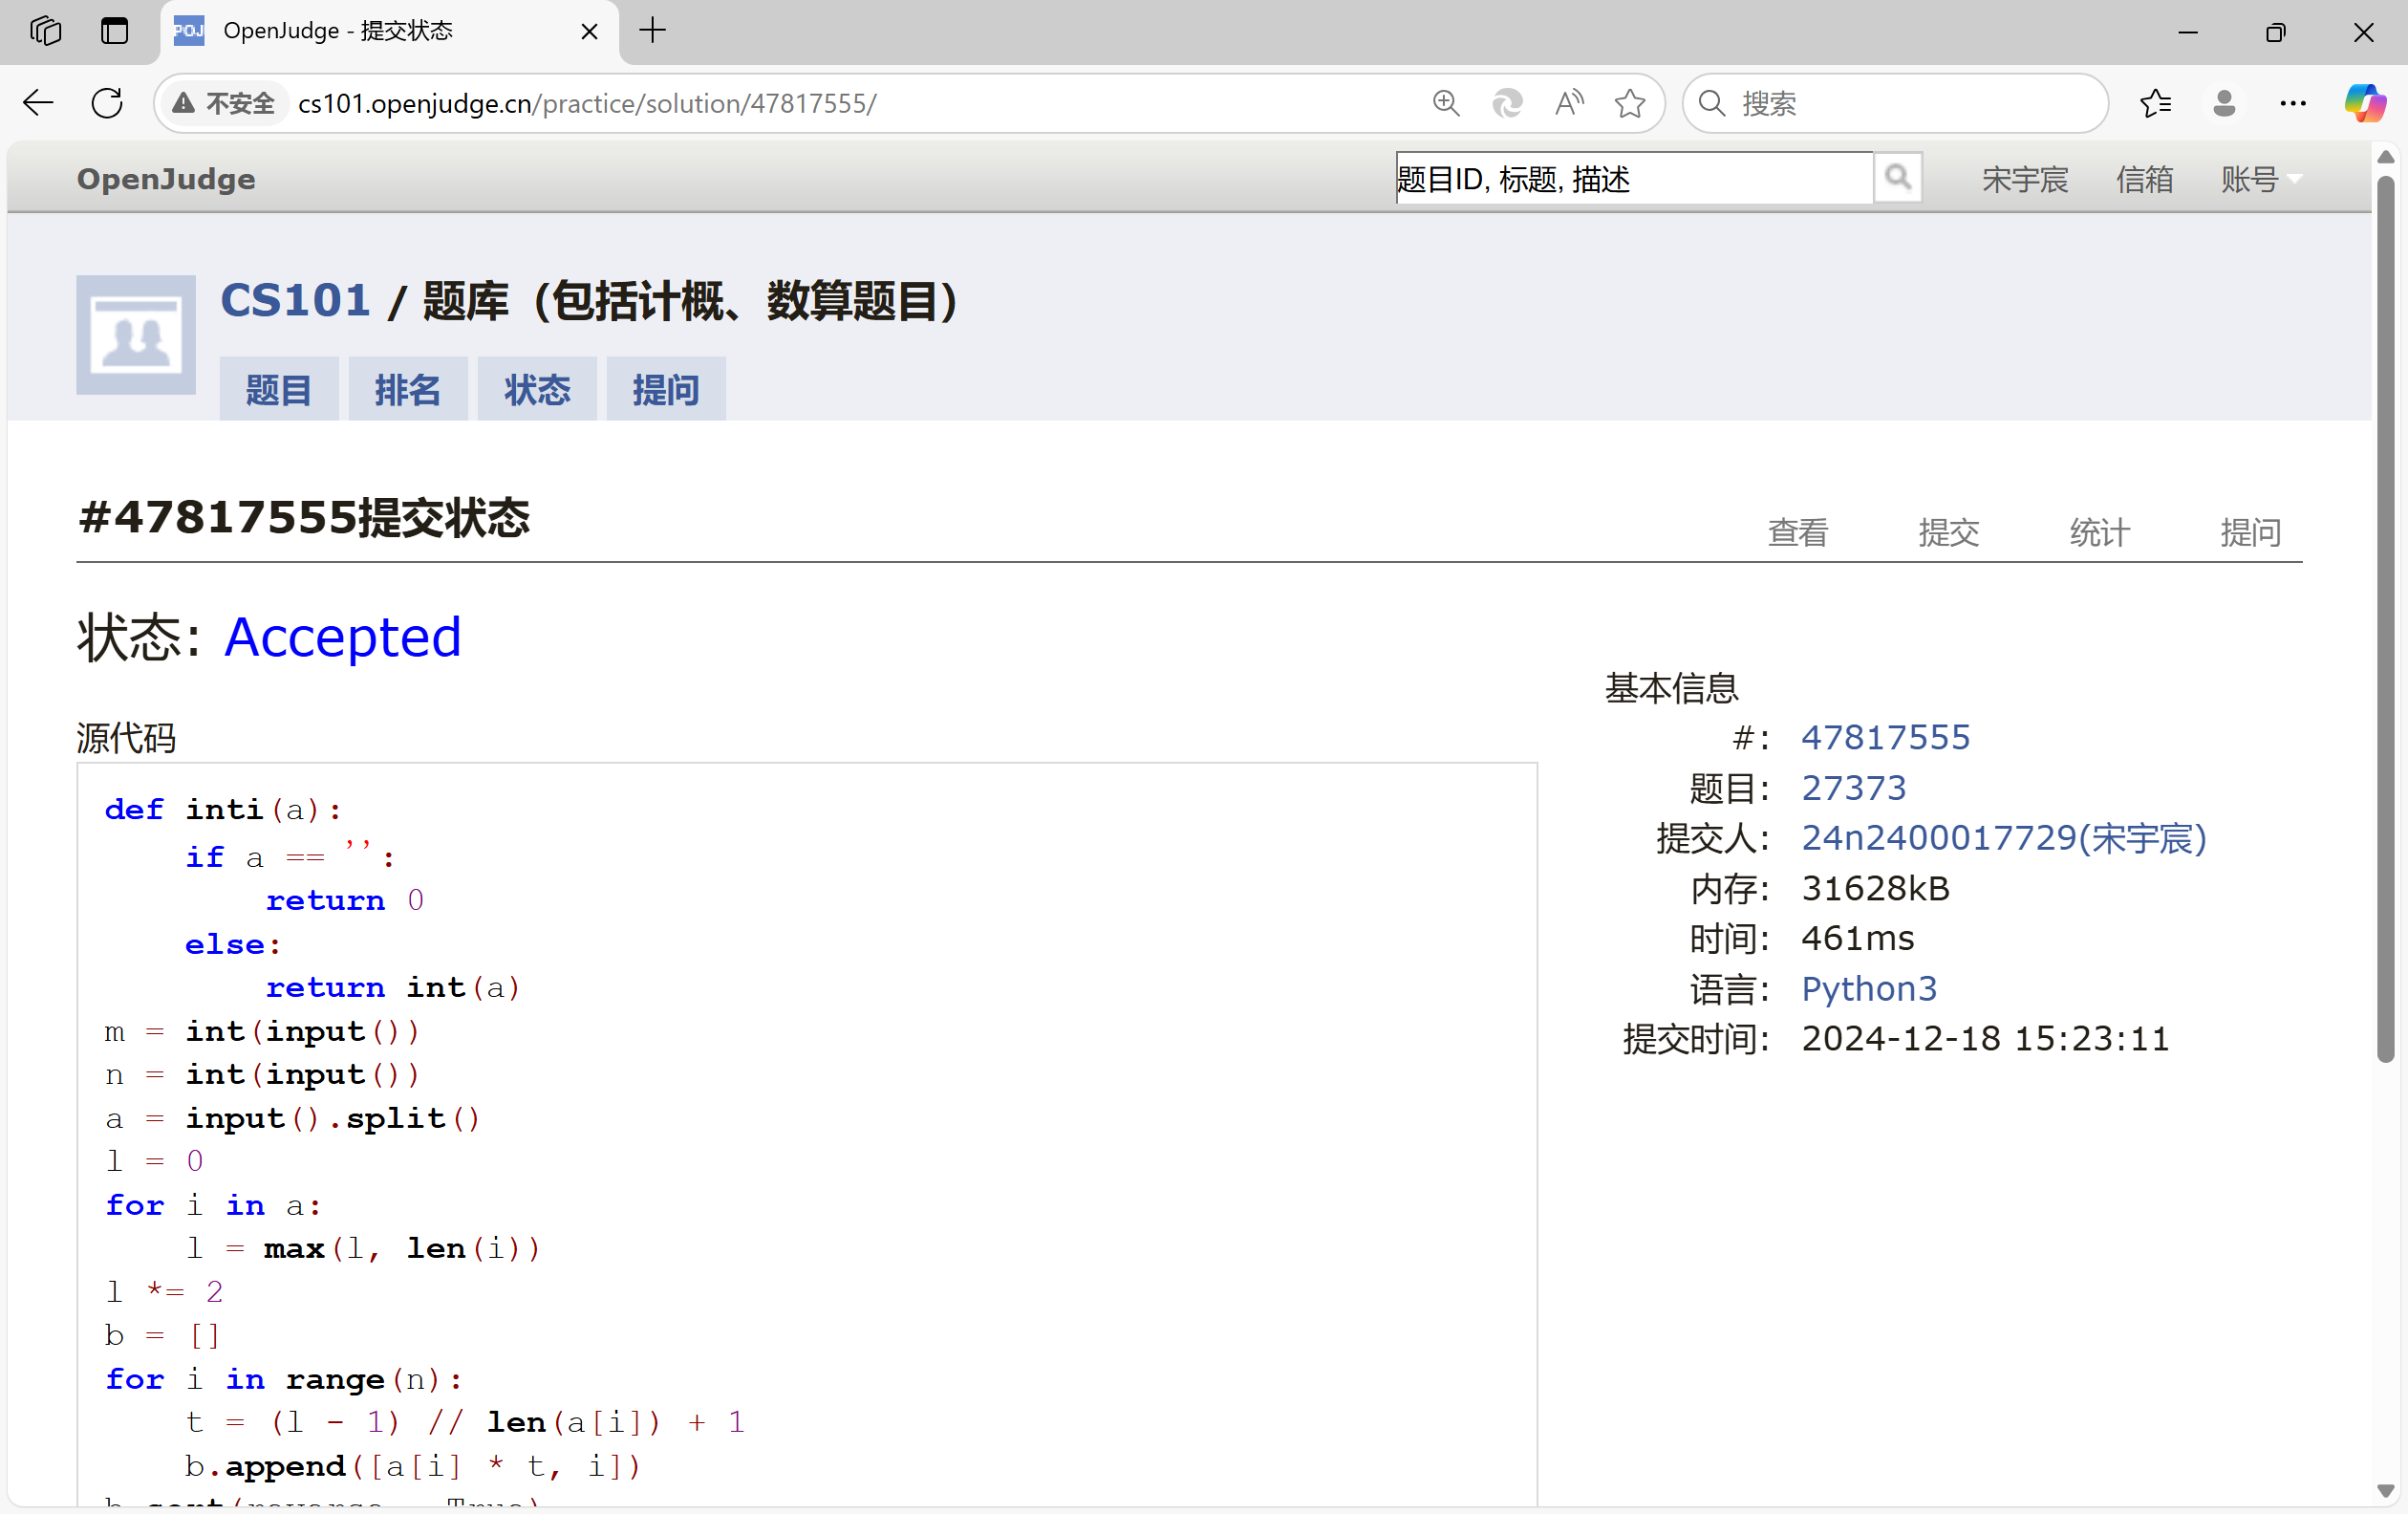 POJ OpenJudge - 提交状态
不安全 cs101.openjudge.cn/practice/solution/47817555/ 搜索
OpenJudge 题目ID, 标题, 描述 宋宇宸 信箱 账号
CS101 / 题库（包括计概、数算题目）
题目 排名 状态 提问
#47817555提交状态 查看 提交 统计 提问
状态: Accepted
源代码
def inti(a):
    if a == '':
        return 0
    else:
        return int(a)
m = int(input())
n = int(input())
a = input().split()
l = 0
for i in a:
    l = max(l, len(i))
l *= 2
b = []
for i in range(n):
    t = (l - 1) // len(a[i]) + 1
    b.append([a[i] * t, i])
b.sort(reverse = True)
基本信息
#: 47817555
题目: 27373
提交人: 24n2400017729(宋宇宸)
内存: 31628kB
时间: 461ms
语言: Python3
提交时间: 2024-12-18 15:23:11